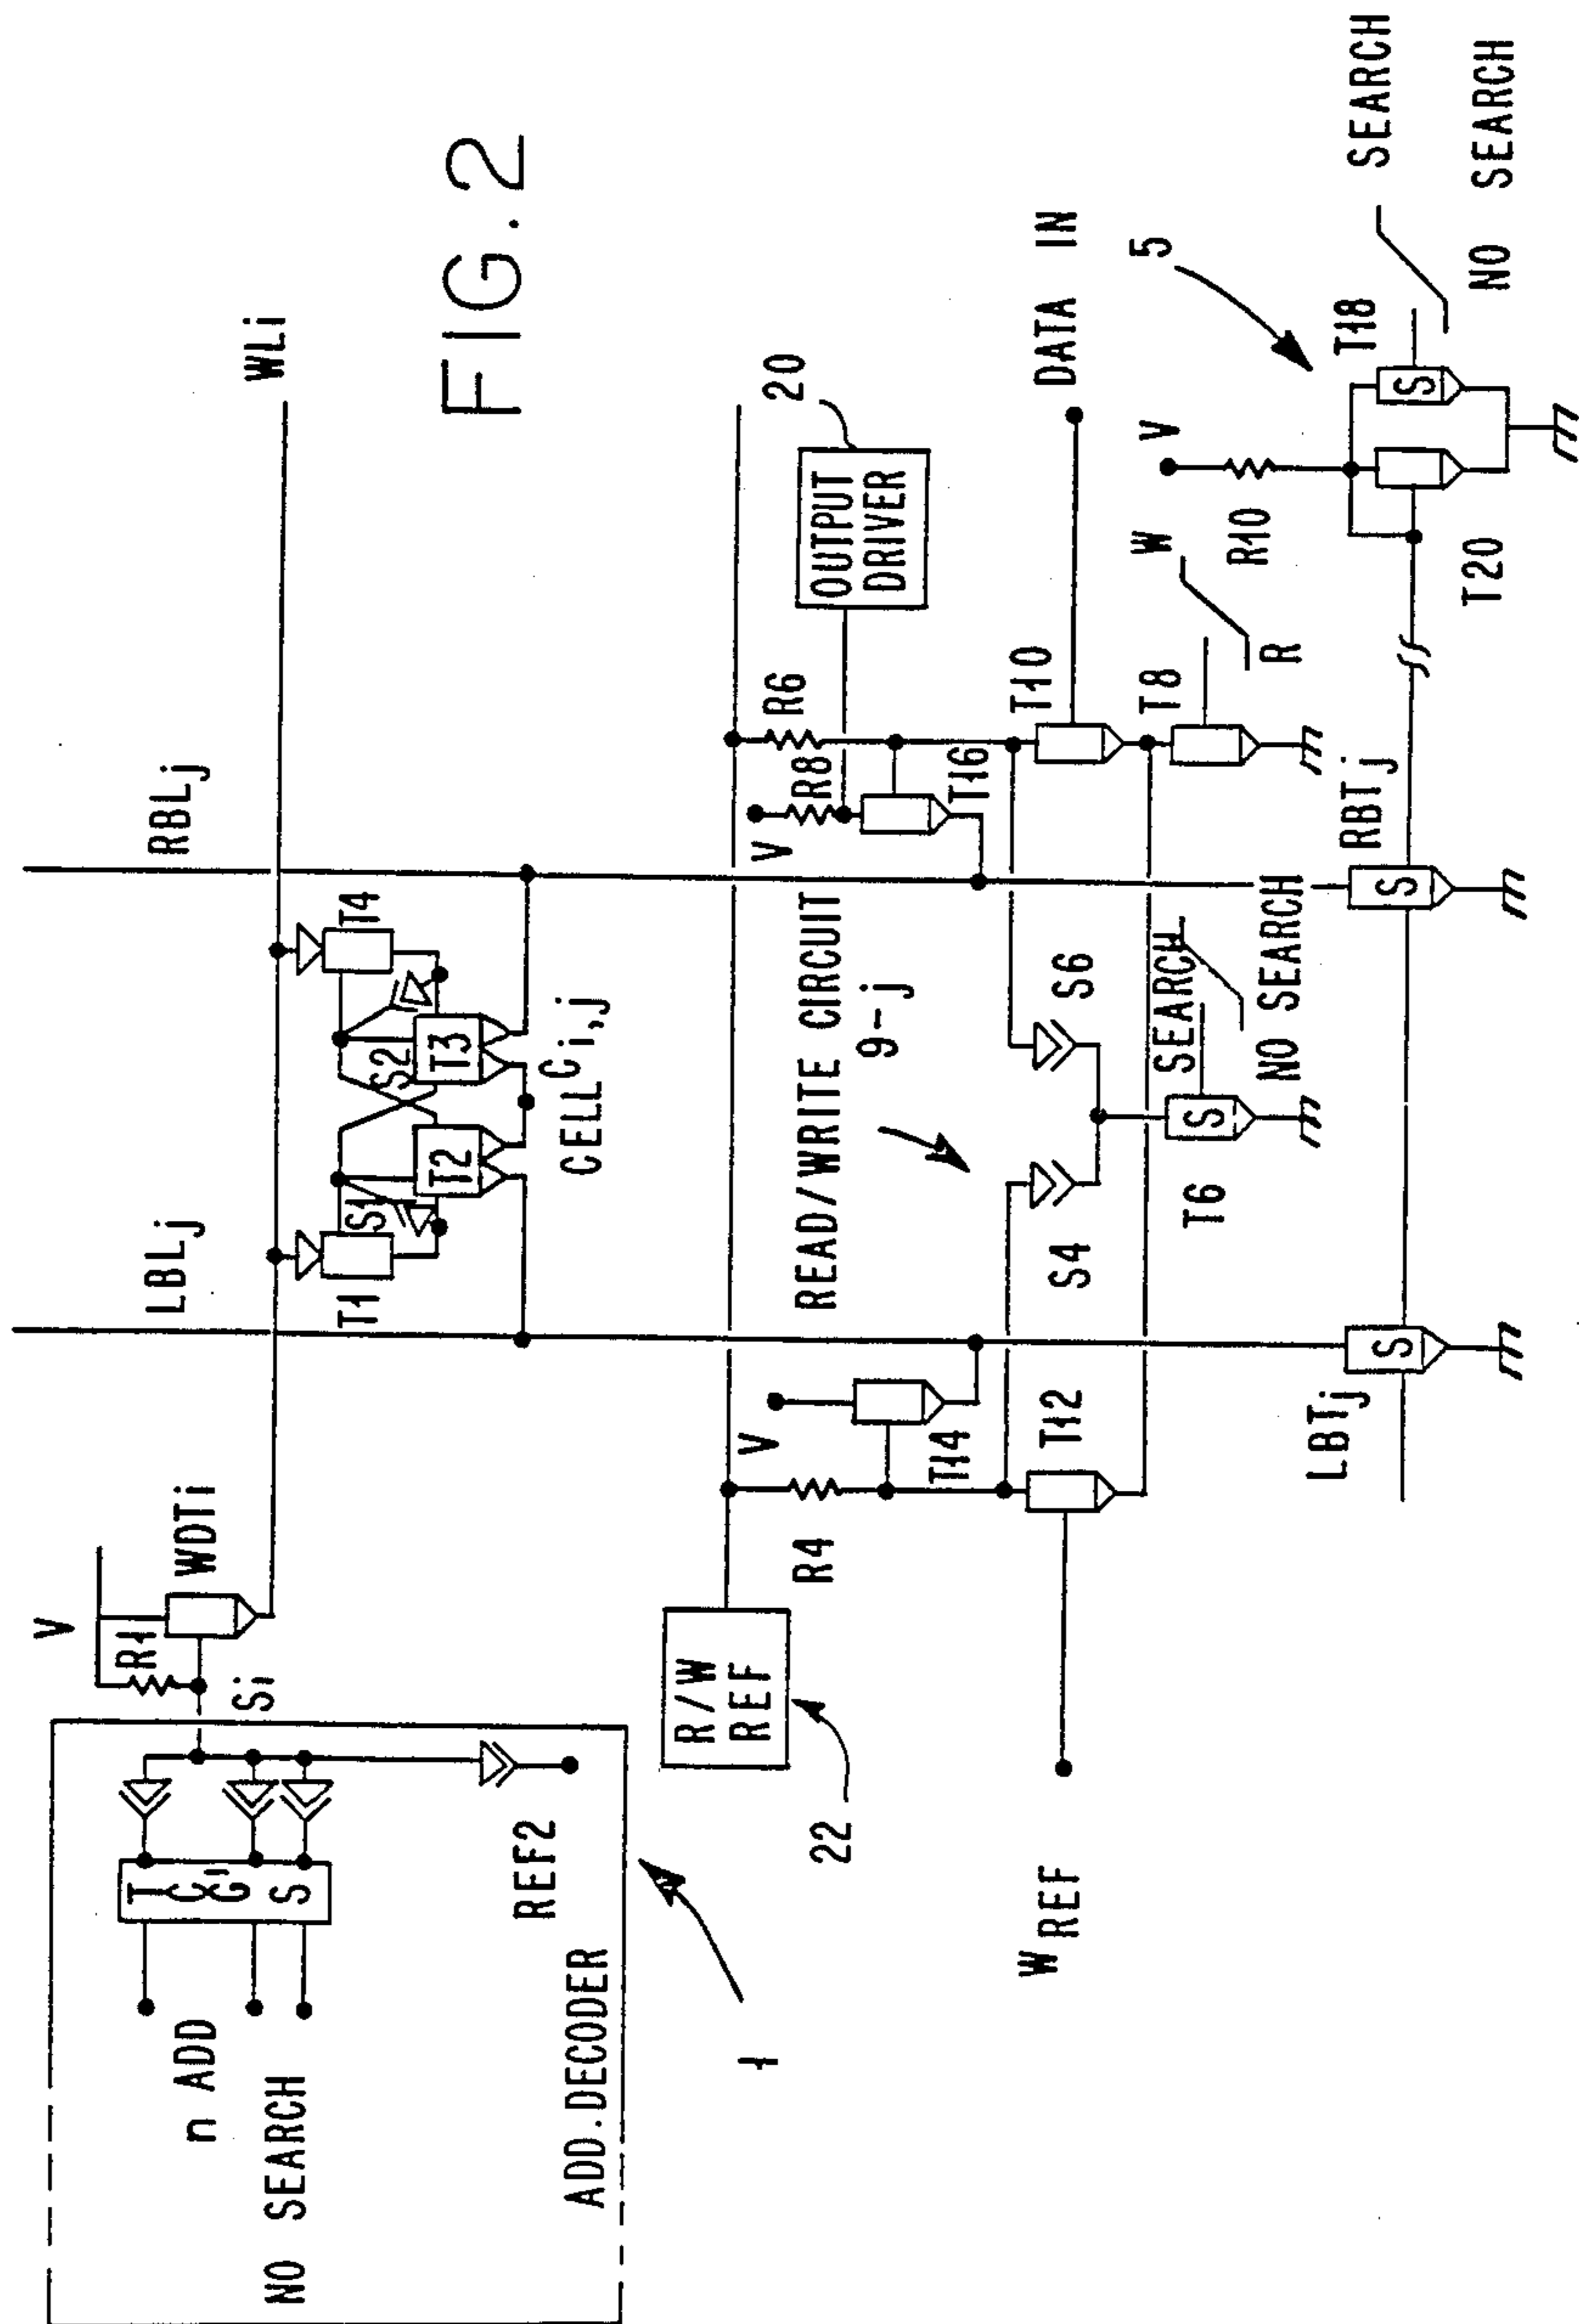 FIG.2
V
R1
WDTi
Si
WLi
LBLj
RBLj
T1
S1
T2
S2
T3
T4
CELL Ci,j
n ADD
NO SEARCH
TCG'
S
REF2
ADD.DECODER
1
R/W
REF
22
R4
V
T14
T12
WREF
READ/WRITE CIRCUIT
9-j
S4
S6
T6
S
SEARCH
NO SEARCH
V
R8
R6
T16
OUTPUT
DRIVER
20
T10
DATA IN
T8
W
R
LBTj
S
RBTj
S
V
R10
T20
T18
S
5
SEARCH
NO SEARCH